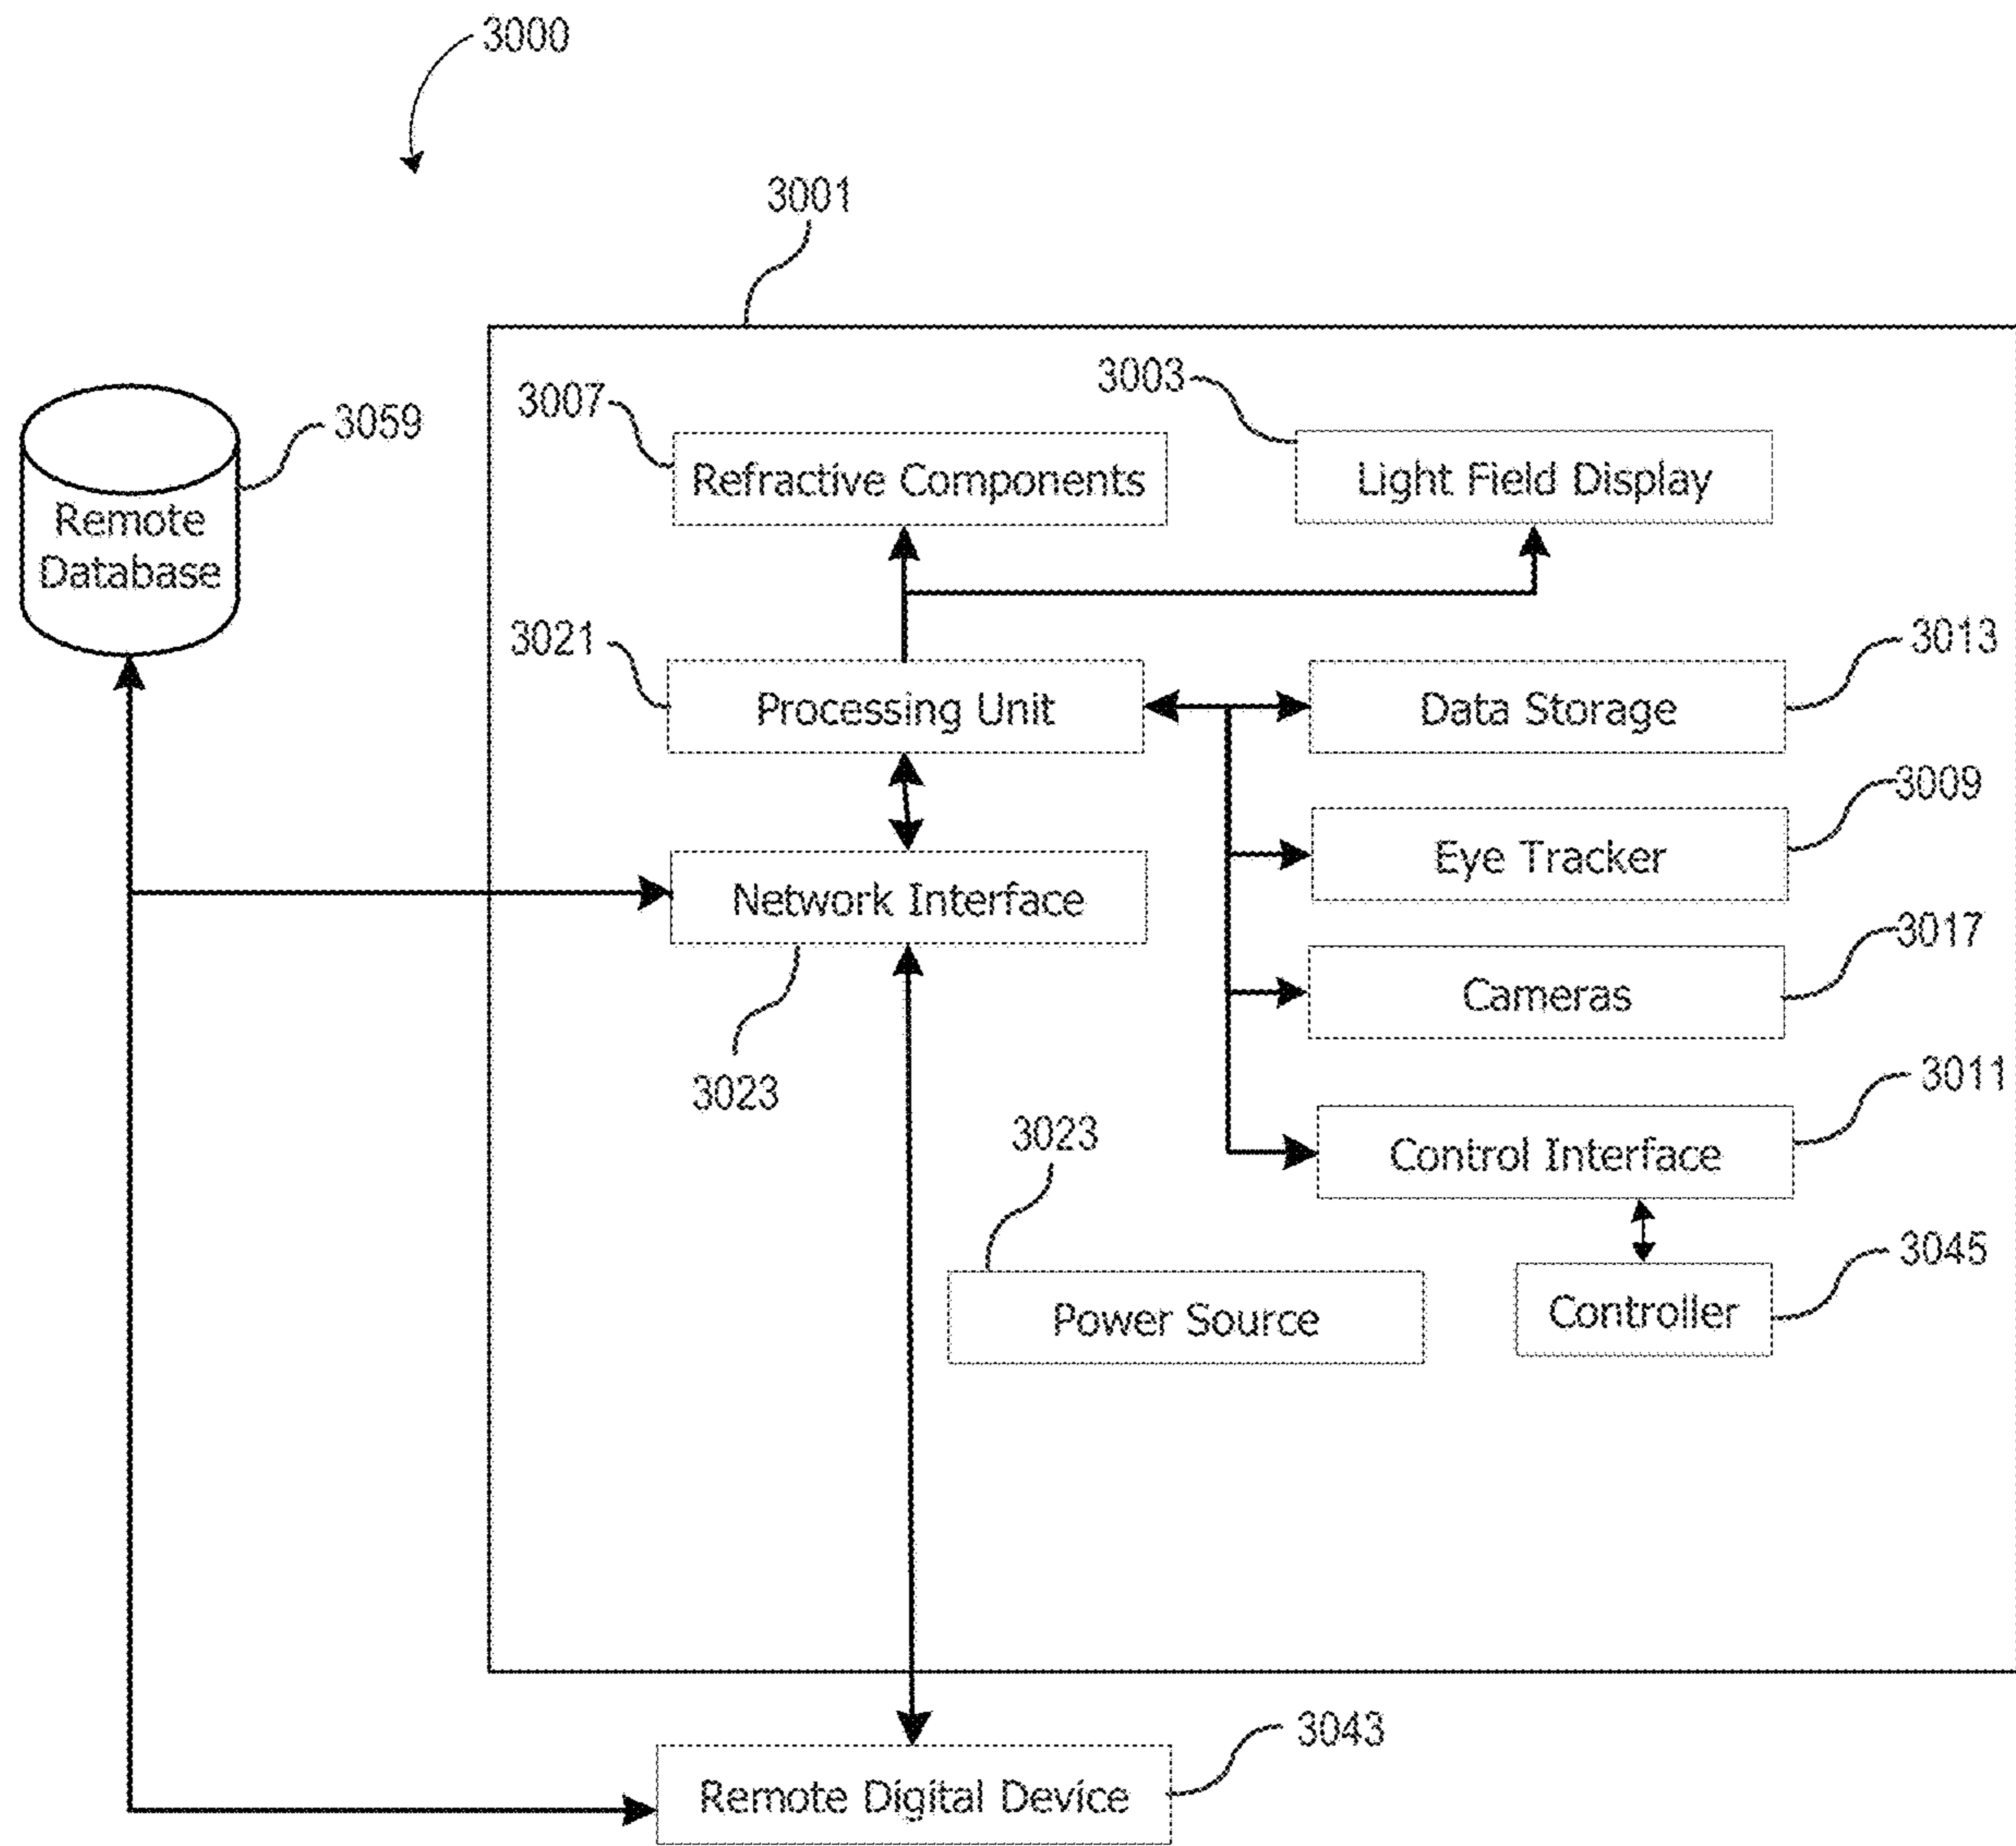 3000
3001
3003
3007
3059
Refractive Components
Light Field Display
Remote
Database
3021
3013
Processing Unit
Data Storage
3009
Eye Tracker
Network Interface
3017
Cameras
3023
3011
3023
Control Interface
3045
Power Source
Controller
3043
Remote Digital Device